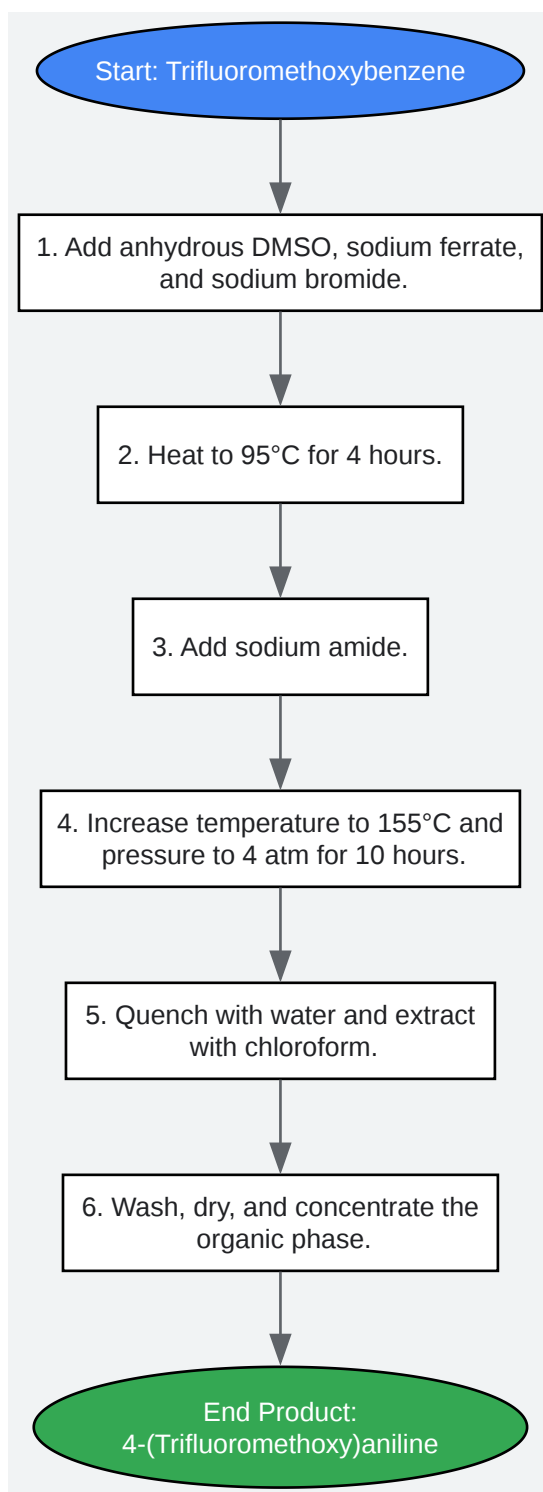 Start: Trifluoromethoxybenzene
1. Add anhydrous DMSO, sodium ferrate,
and sodium bromide.
2. Heat to 95°C for 4 hours.
3. Add sodium amide.
4. Increase temperature to 155°C and
pressure to 4 atm for 10 hours.
5. Quench with water and extract
with chloroform.
6. Wash, dry, and concentrate the
organic phase.
End Product:
4-(Trifluoromethoxy)aniline